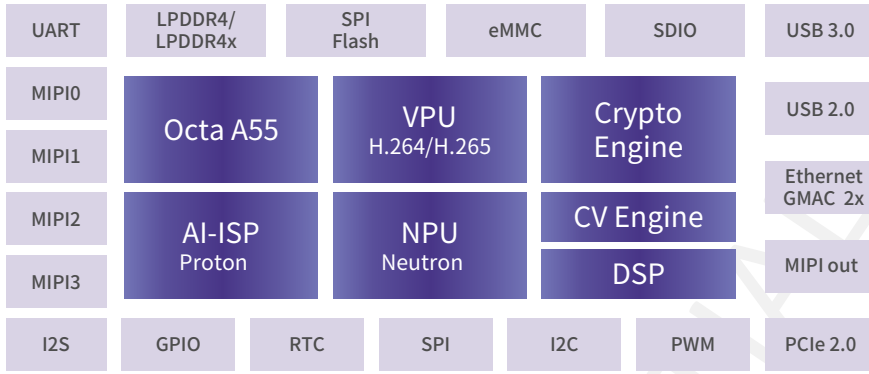 UART
LPDDR4/
LPDDR4x
SPI
Flash
eMMC
SDIO
USB 3.0
MIPI0
MIPI1
MIPI2
MIPI3
Octa A55
VPU
H.264/H.265
Crypto
Engine
AI-ISP
Proton
NPU
Neutron
CV Engine
DSP
USB 2.0
Ethernet
GMAC 2x
MIPI out
I2S
GPIO
RTC
SPI
I2C
PWM
PCIe 2.0